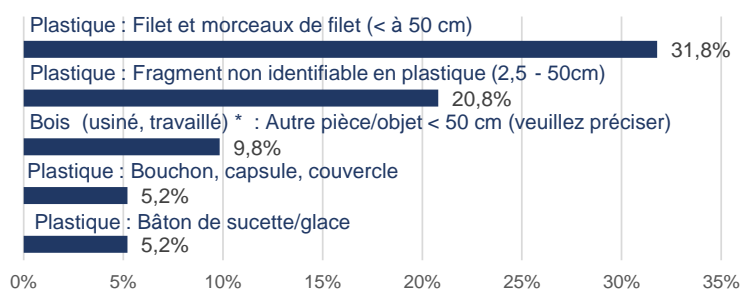 Plastique : Filet et morceaux de filet (< à 50 cm)
31,8%
Plastique : Fragment non identifiable en plastique (2,5 - 50cm)
20,8%
Bois (usiné, travaillé) * : Autre pièce/objet < 50 cm (veuillez préciser)
9,8%
Plastique : Bouchon, capsule, couvercle
5,2%
Plastique : Bâton de sucette/glace
5,2%
0% 5% 10% 15% 20% 25% 30% 35%